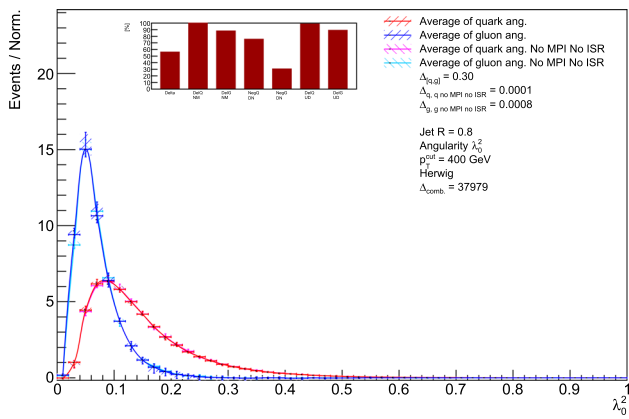 Events / Norm.
20
15
10
5
0
0 0.1 0.2 0.3 0.4 0.5 0.6 0.7 0.8 0.9 1
λ₀²
[%]
100
90
80
70
60
50
40
30
20
10
0
Delta DelQ DelG NegQ NegG DelQ DelG
NM NM DN DN UD UD
Average of quark ang.
Average of gluon ang.
Average of quark ang. No MPI No ISR
Average of gluon ang. No MPI No ISR
Δ[q,g] = 0.30
Δq, q no MPI no ISR = 0.0001
Δg, g no MPI no ISR = 0.0008
Jet R = 0.8
Angularity λ₀²
pTcut = 400 GeV
Herwig
Δcomb. = 37979